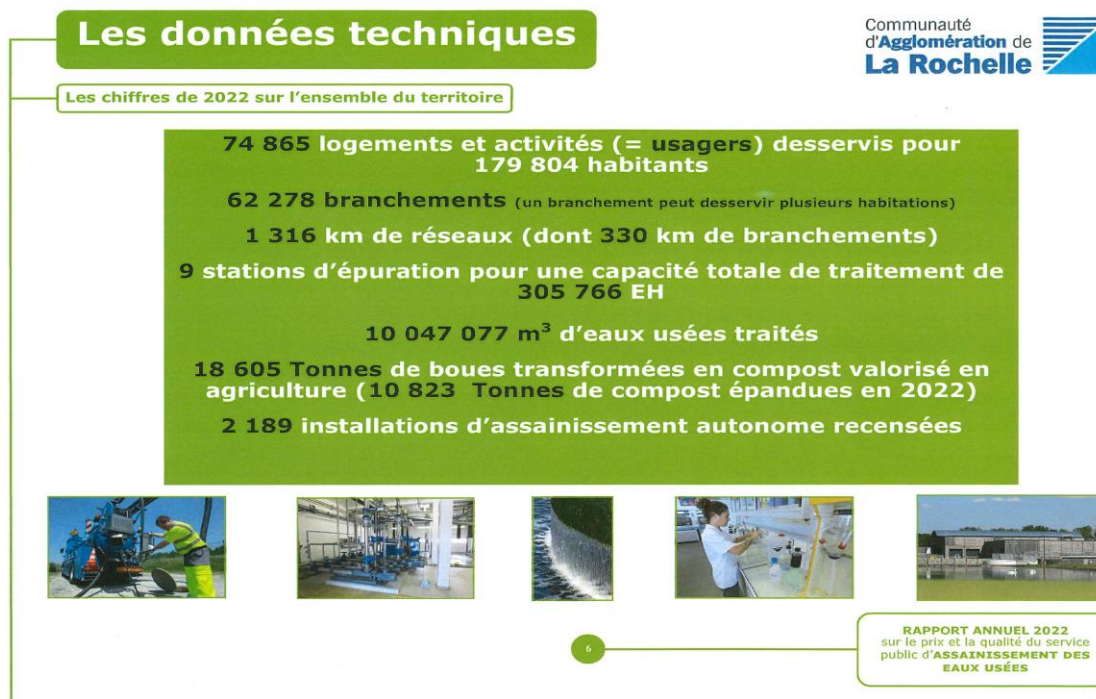 Les données techniques
Communauté
d'Agglomération de
La Rochelle
Les chiffres de 2022 sur l'ensemble du territoire
74 865 logements et activités (= usagers) desservis pour
179 804 habitants
62 278 branchements (un branchement peut desservir plusieurs habitations)
1 316 km de réseaux (dont 330 km de branchements)
9 stations d'épuration pour une capacité totale de traitement de
305 766 EH
10 047 077 m³ d'eaux usées traités
18 605 Tonnes de boues transformées en compost valorisé en
agriculture (10 823 Tonnes de compost épandues en 2022)
2 189 installations d'assainissement autonome recensées
6
RAPPORT ANNUEL 2022
sur le prix et la qualité du service
public d'ASSAINISSEMENT DES
EAUX USÉES